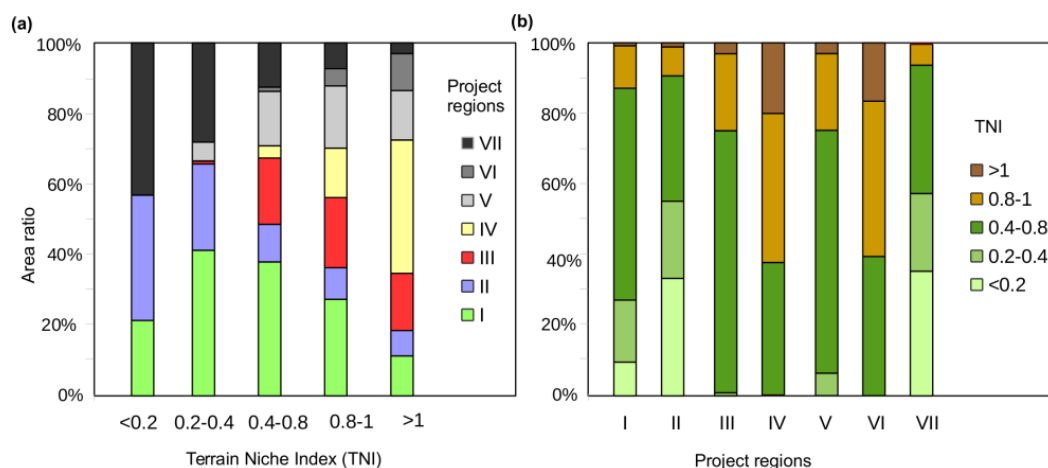 (a)
100%
80%
60%
40%
20%
0%
Area ratio
<0.2 0.2-0.4 0.4-0.8 0.8-1 >1
Terrain Niche Index (TNI)
Project
regions
VII
VI
V
IV
III
II
I
(b)
100%
80%
60%
40%
20%
0%
I II III IV V VI VII
Project regions
TNI
>1
0.8-1
0.4-0.8
0.2-0.4
<0.2